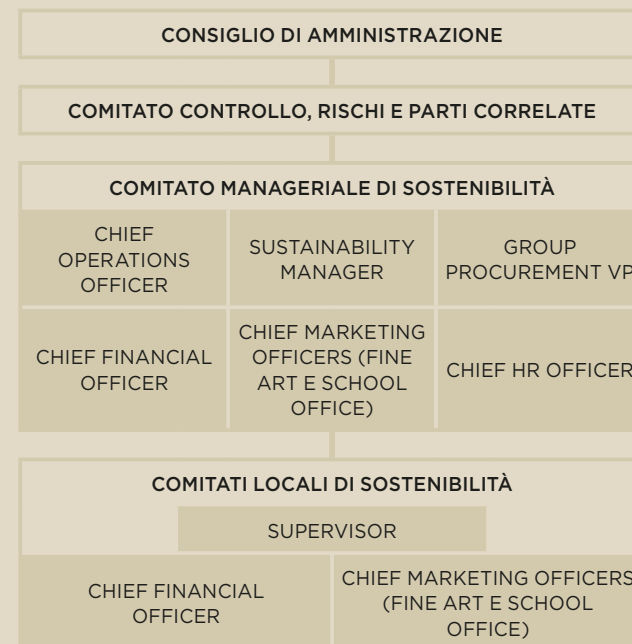 CONSIGLIO DI AMMINISTRAZIONE
COMITATO CONTROLLO, RISCHI E PARTI CORRELATE
COMITATO MANAGERIALE DI SOSTENIBILITÀ
CHIEF
OPERATIONS
OFFICER
SUSTAINABILITY
MANAGER
GROUP
PROCUREMENT VP
CHIEF FINANCIAL
OFFICER
CHIEF MARKETING
OFFICERS (FINE
ART E SCHOOL
OFFICE)
CHIEF HR OFFICER
COMITATI LOCALI DI SOSTENIBILITÀ
SUPERVISOR
CHIEF FINANCIAL
OFFICER
CHIEF MARKETING OFFICERS
(FINE ART E SCHOOL
OFFICE)